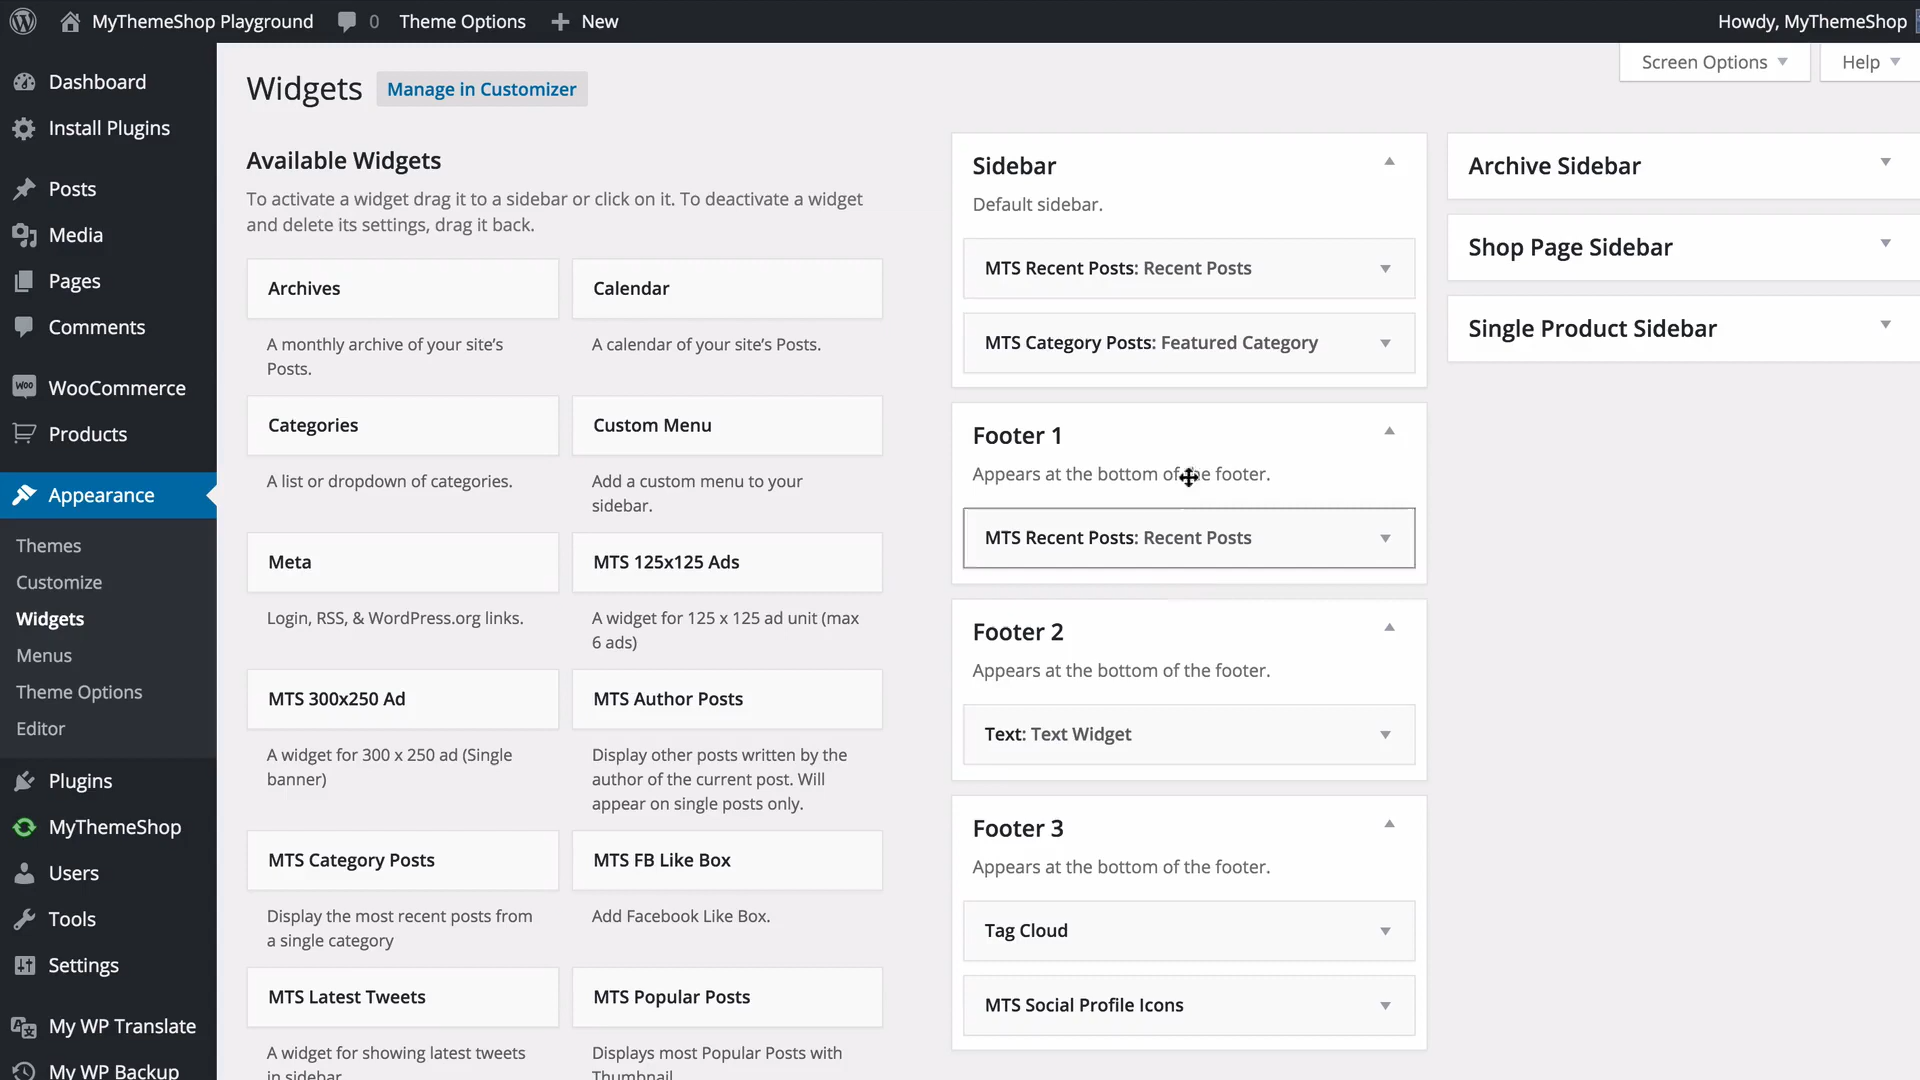 MyThemeShop Playground
0
Theme Options
New
Howdy, MyThemeShop
Dashboard
Install Plugins
Posts
Media
Pages
Comments
WooCommerce
Products
Appearance
Themes
Customize
Widgets
Menus
Theme Options
Editor
Plugins
MyThemeShop
Users
Tools
Settings
My WP Translate
My WP Backup
Screen Options
Help
Widgets
Manage in Customizer
Available Widgets
To activate a widget drag it to a sidebar or click on it. To deactivate a widget
and delete its settings, drag it back.
Archives
A monthly archive of your site’s
Posts.
Calendar
A calendar of your site’s Posts.
Categories
A list or dropdown of categories.
Custom Menu
Add a custom menu to your
sidebar.
Meta
Login, RSS, & WordPress.org links.
MTS 125x125 Ads
A widget for 125 x 125 ad unit (max
6 ads)
MTS 300x250 Ad
A widget for 300 x 250 ad (Single
banner)
MTS Author Posts
Display other posts written by the
author of the current post. Will
appear on single posts only.
MTS Category Posts
Display the most recent posts from
a single category
MTS FB Like Box
Add Facebook Like Box.
MTS Latest Tweets
A widget for showing latest tweets
in sidebar
MTS Popular Posts
Displays most Popular Posts with
Thumbnail
Sidebar
Default sidebar.
MTS Recent Posts: Recent Posts
MTS Category Posts: Featured Category
Footer 1
Appears at the bottom of the footer.
MTS Recent Posts: Recent Posts
Footer 2
Appears at the bottom of the footer.
Text: Text Widget
Footer 3
Appears at the bottom of the footer.
Tag Cloud
MTS Social Profile Icons
Archive Sidebar
Shop Page Sidebar
Single Product Sidebar